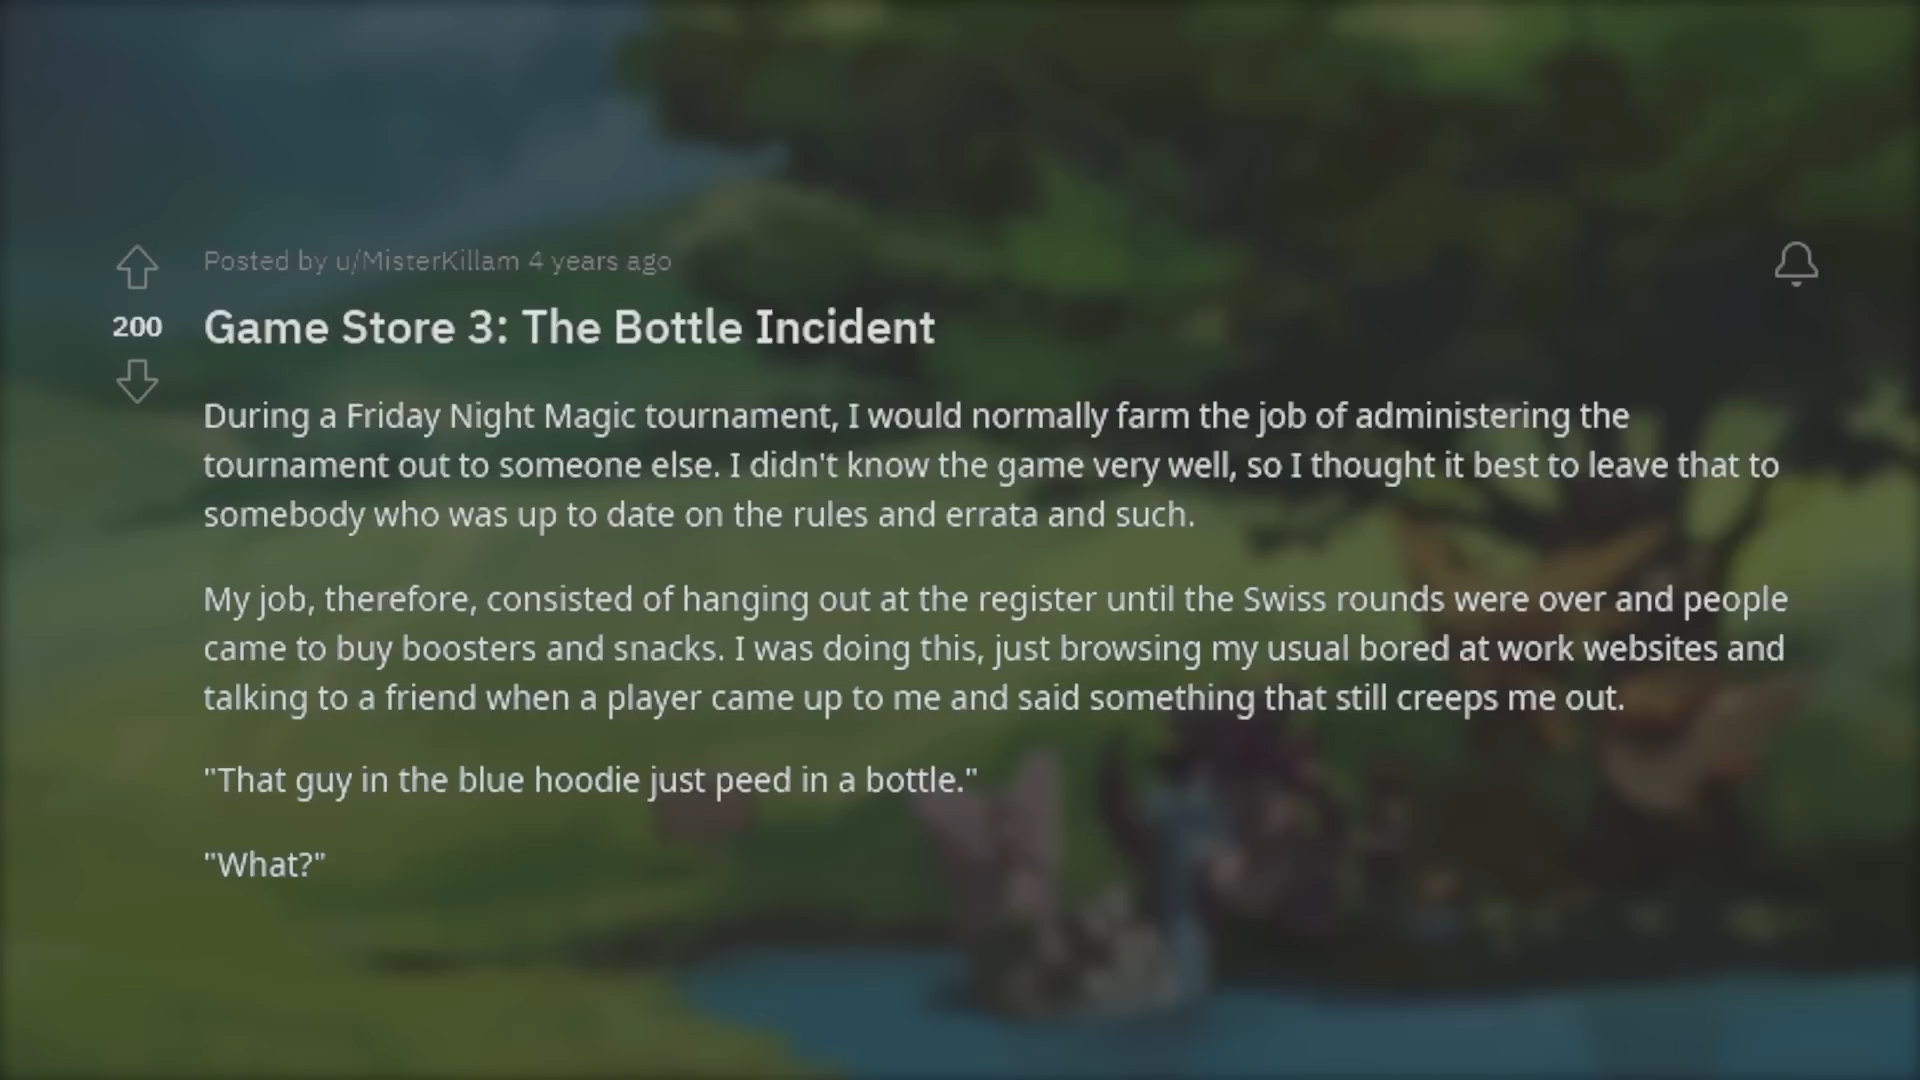 Posted by u/MisterKillam 4 years ago
200
Game Store 3: The Bottle Incident
During a Friday Night Magic tournament, I would normally farm the job of administering the
tournament out to someone else. I didn't know the game very well, so I thought it best to leave that to
somebody who was up to date on the rules and errata and such.
My job, therefore, consisted of hanging out at the register until the Swiss rounds were over and people
came to buy boosters and snacks. I was doing this, just browsing my usual bored at work websites and
talking to a friend when a player came up to me and said something that still creeps me out.
"That guy in the blue hoodie just peed in a bottle."
"What?"